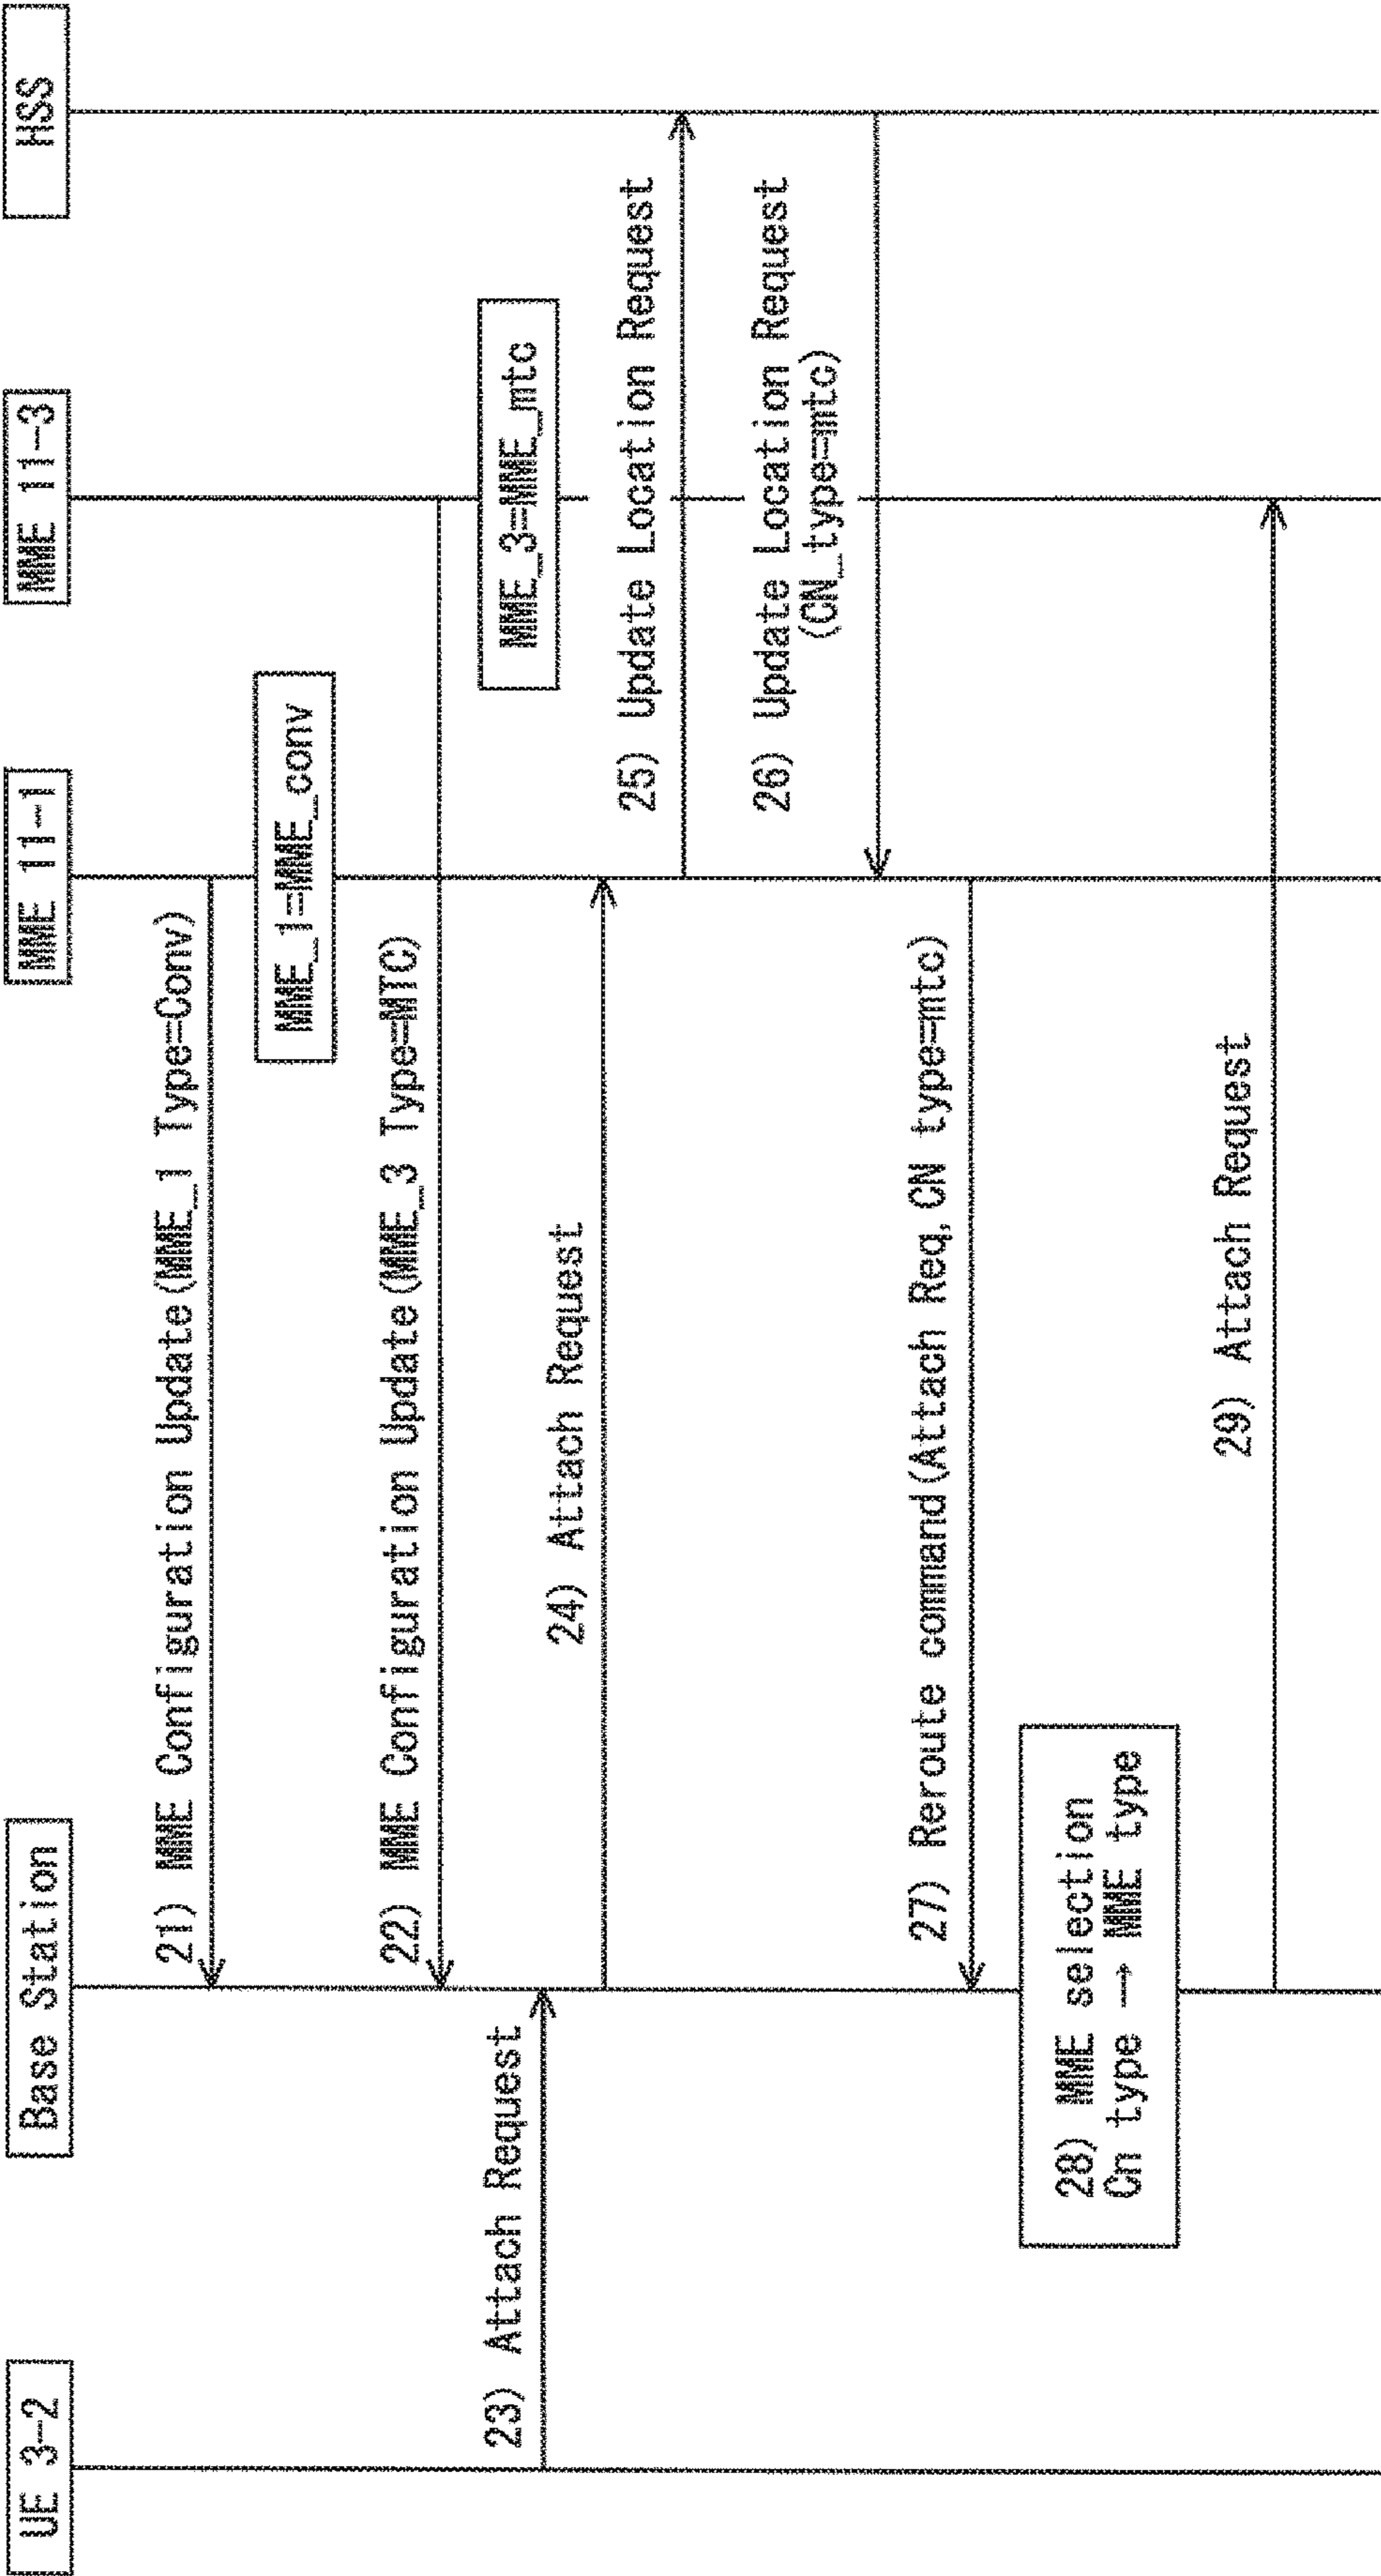 UE 3-2
Base Station
MME 11-1
MME 11-3
HSS
21) MME Configuration Update(MME_1 Type=Conv)
MME_1=MME_conv
22) MME Configuration Update(MME_3 Type=MTC)
MME_3=MME_mtc
23) Attach Request
24) Attach Request
25) Update Location Request
26) Update Location Request
(CN_type=mtc)
27) Reroute command(Attach Req, CN type=mtc)
28) MME selection
Cn type → MME type
29) Attach Request